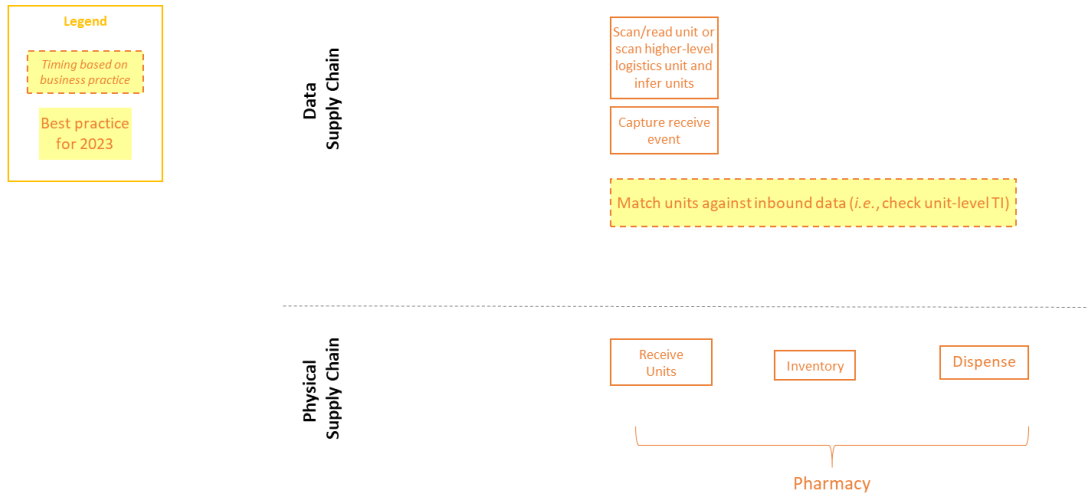 Legend
Timing based on
business practice
Best practice
for 2023
Data
Supply Chain
Scan/read unit or
scan higher-level
logistics unit and
infer units
Capture receive
event
Match units against inbound data (i.e., check unit-level TI)
Physical
Supply Chain
Receive
Units
Inventory
Dispense
Pharmacy